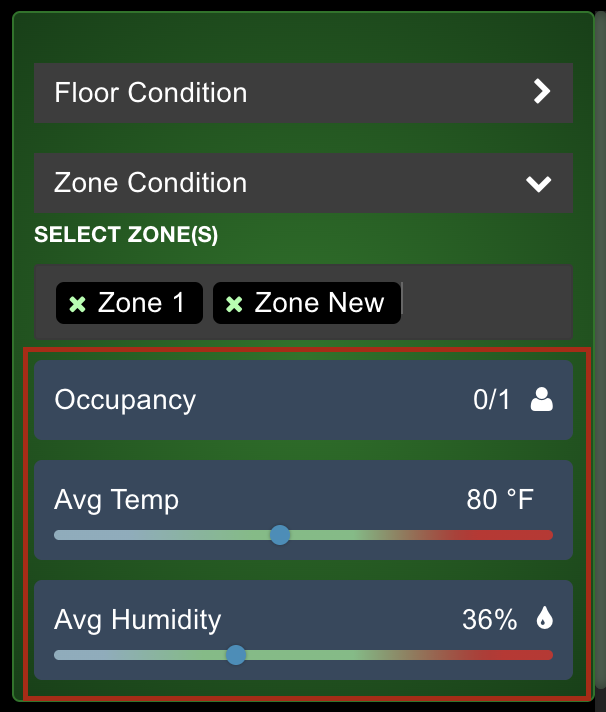 Floor Condition
Zone Condition
SELECT ZONE(S)
Zone 1 Zone New
Occupancy 0/1
Avg Temp 80 °F
Avg Humidity 36%